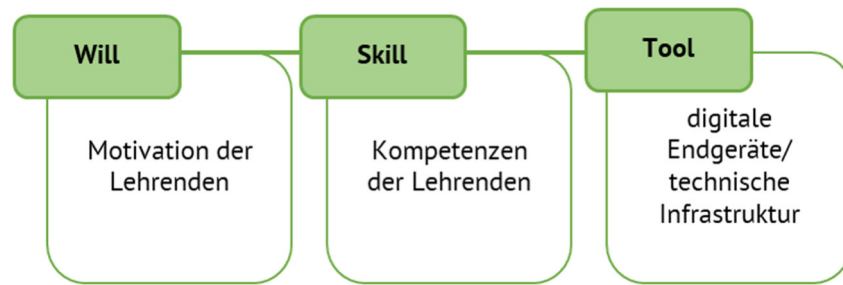 Will
Motivation der
Lehrenden
Skill
Kompetenzen
der Lehrenden
Tool
digitale
Endgeräte/
technische
Infrastruktur